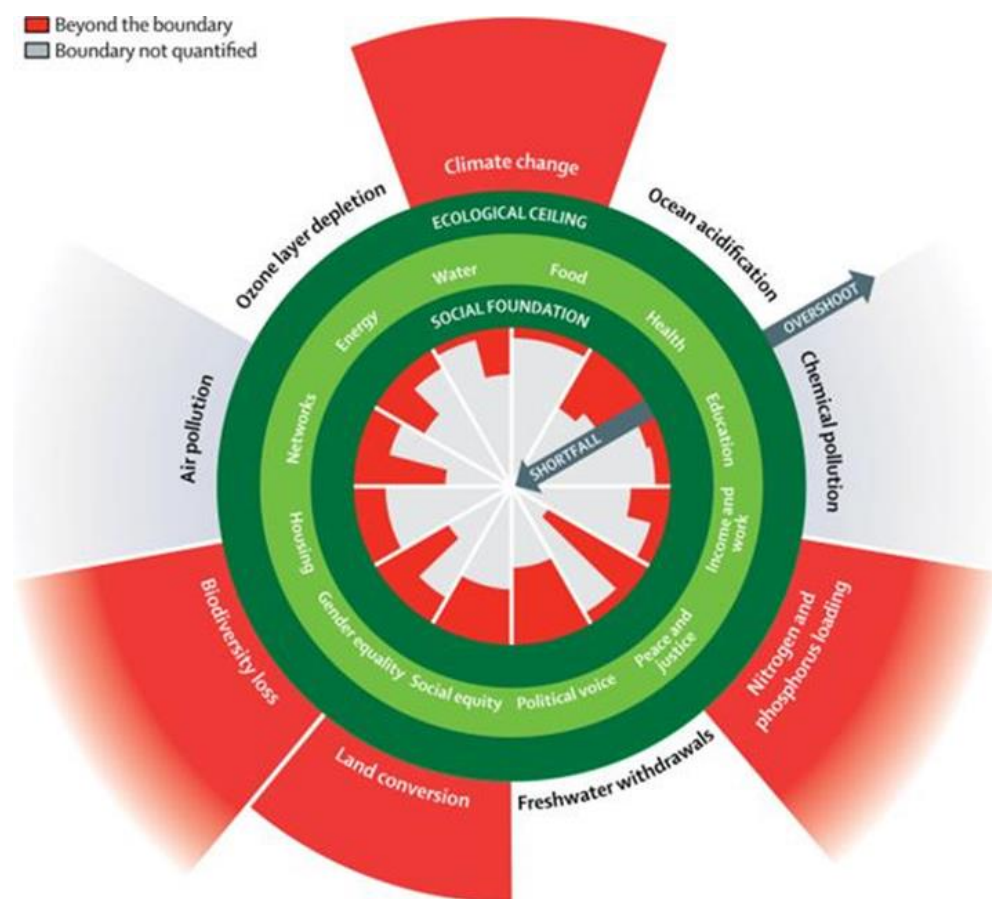 Beyond the boundary
Boundary not quantified
Climate change
Ozone layer depletion
Ocean acidification
ECOLOGICAL CEILING
Water
Food
OVERSHOOT
SOCIAL FOUNDATION
Energy
Health
Air pollution
Chemical pollution
Networks
Education
SHORTFALL
Housing
Income and
work
Biodiversity loss
Gender equality
Social equity
Political voice
Peace and
justice
Nitrogen and
phosphorus loading
Land conversion
Freshwater withdrawals